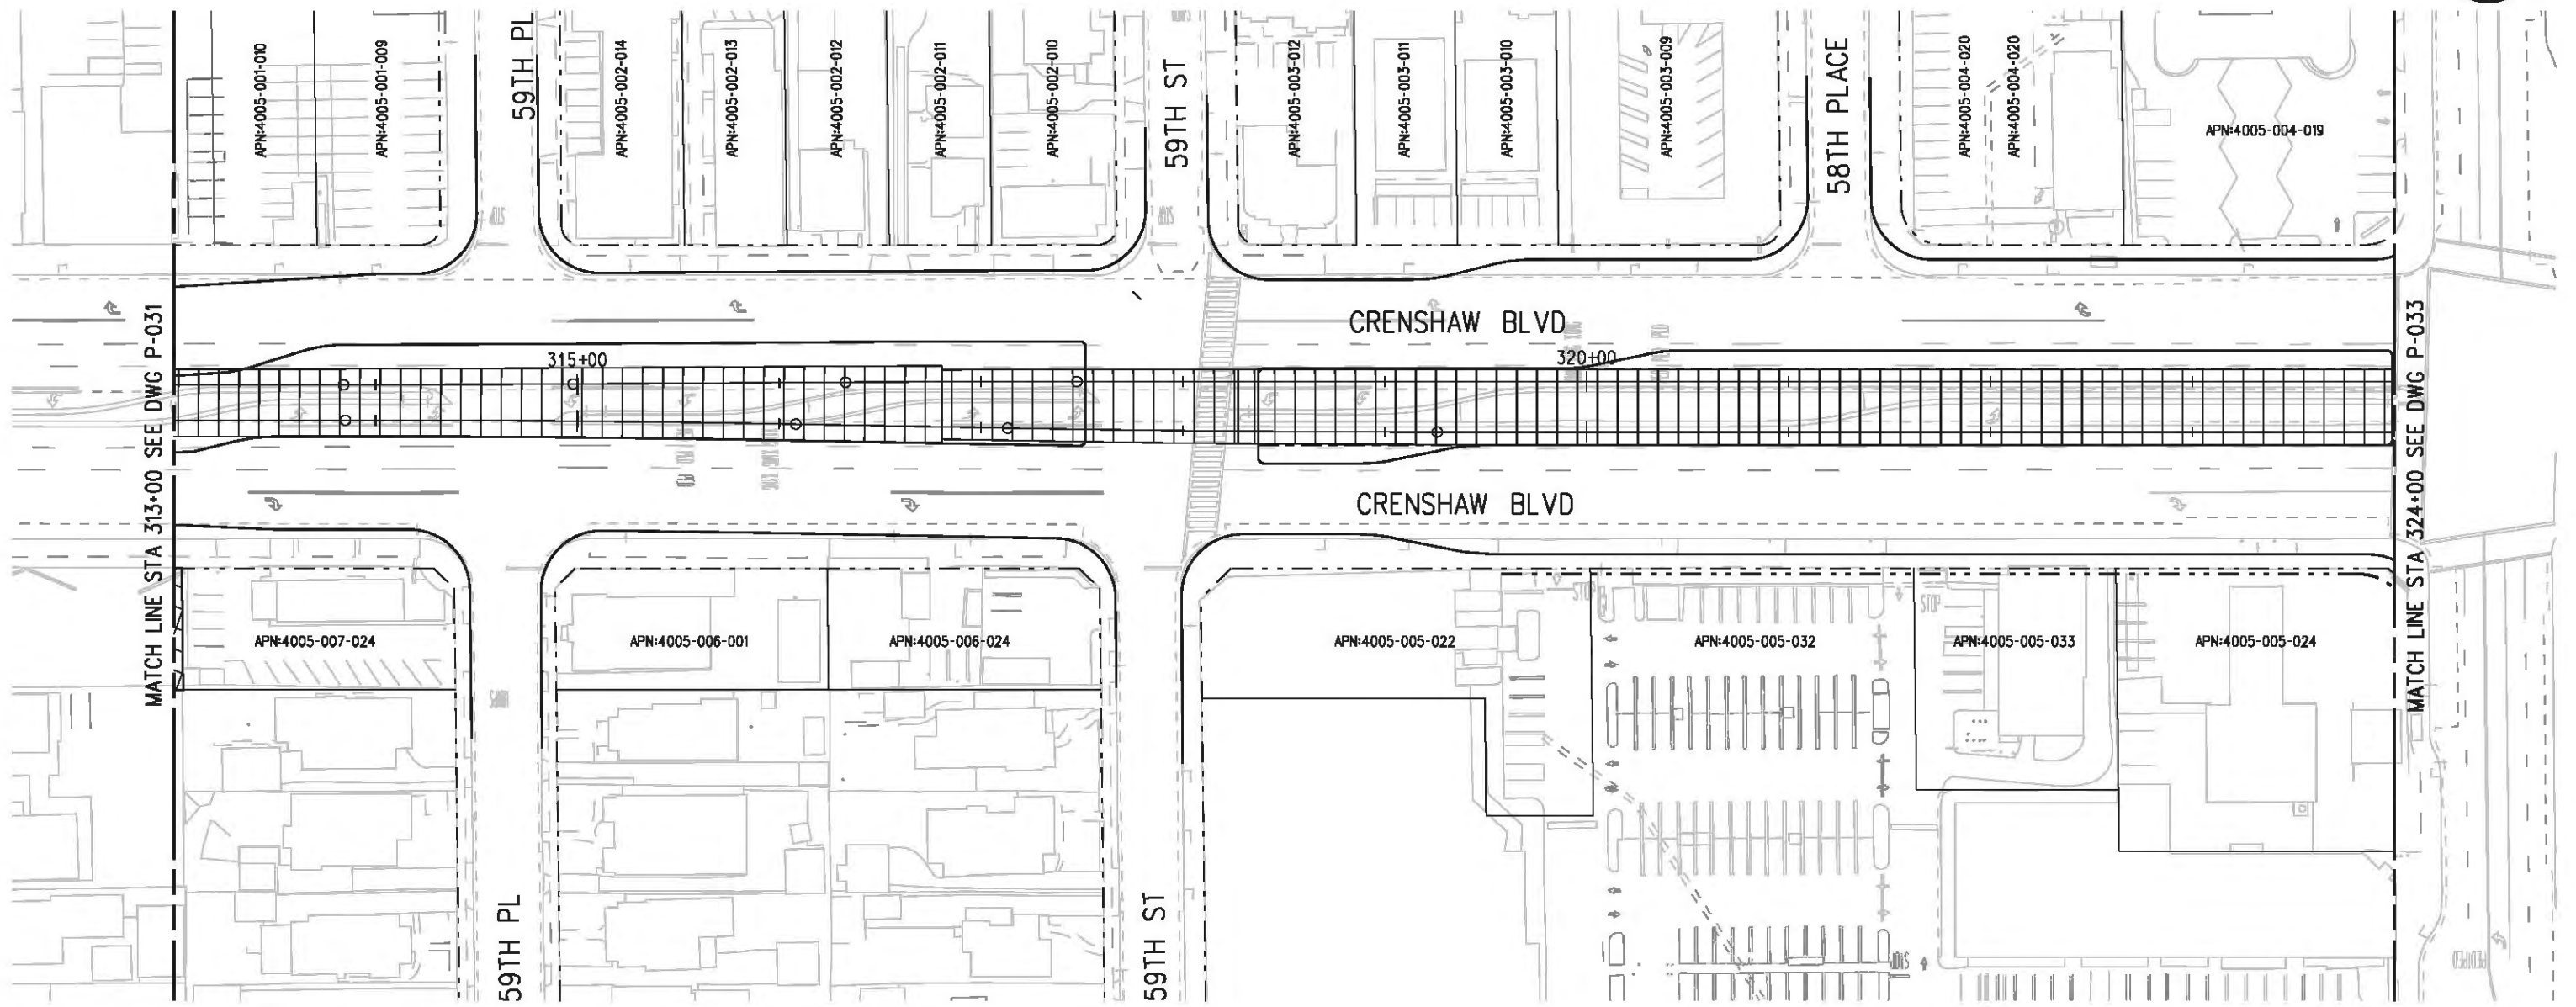 APN:4005-001-010
APN:4005-001-009
59TH PL
APN:4005-002-014
APN:4005-002-013
APN:4005-002-012
APN:4005-002-011
APN:4005-002-010
59TH ST
APN:4005-003-012
APN:4005-003-011
APN:4005-003-010
APN:4005-003-009
58TH PLACE
APN:4005-004-020
APN:4005-004-020
APN:4005-004-019
STOP
STOP
MATCH LINE STA 313+00 SEE DWG P-031
CRENSHAW BLVD
315+00
320+00
MATCH LINE STA 324+00 SEE DWG P-033
CRENSHAW BLVD
STOP
STOP
APN:4005-007-024
APN:4005-006-001
APN:4005-006-024
APN:4005-005-022
APN:4005-005-032
APN:4005-005-033
APN:4005-005-024
59TH PL
59TH ST
STOP